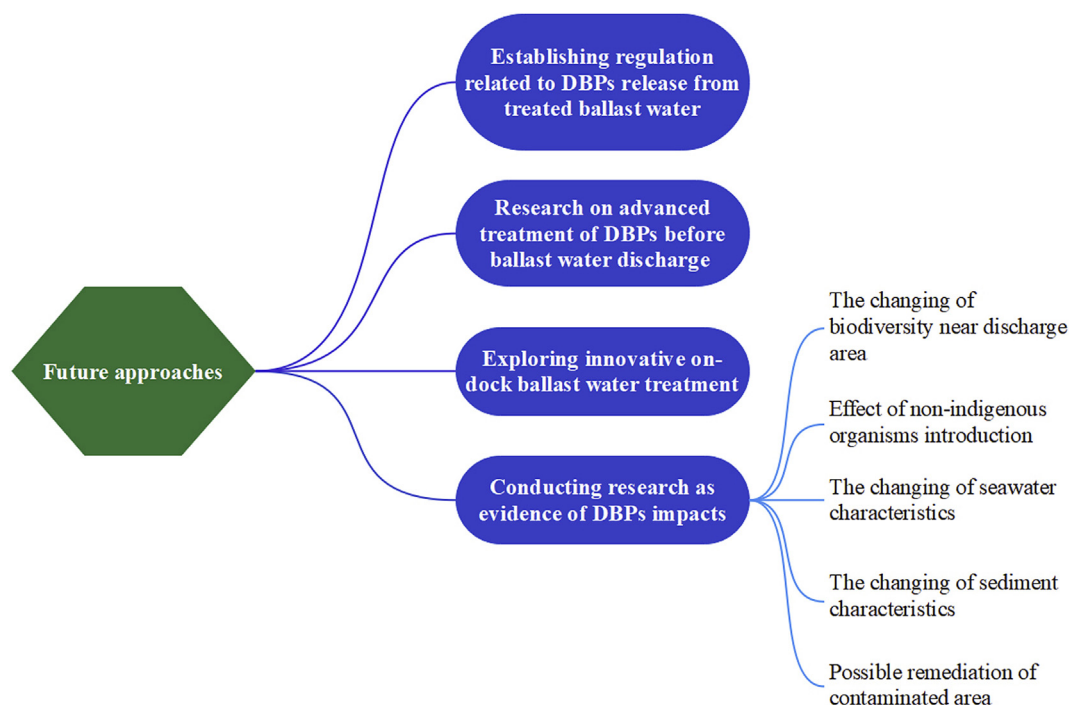 Future approaches
Establishing regulation
related to DBPs release from
treated ballast water
Research on advanced
treatment of DBPs before
ballast water discharge
Exploring innovative on-
dock ballast water treatment
Conducting research as
evidence of DBPs impacts
The changing of
biodiversity near discharge
area
Effect of non-indigenous
organisms introduction
The changing of seawater
characteristics
The changing of sediment
characteristics
Possible remediation of
contaminated area